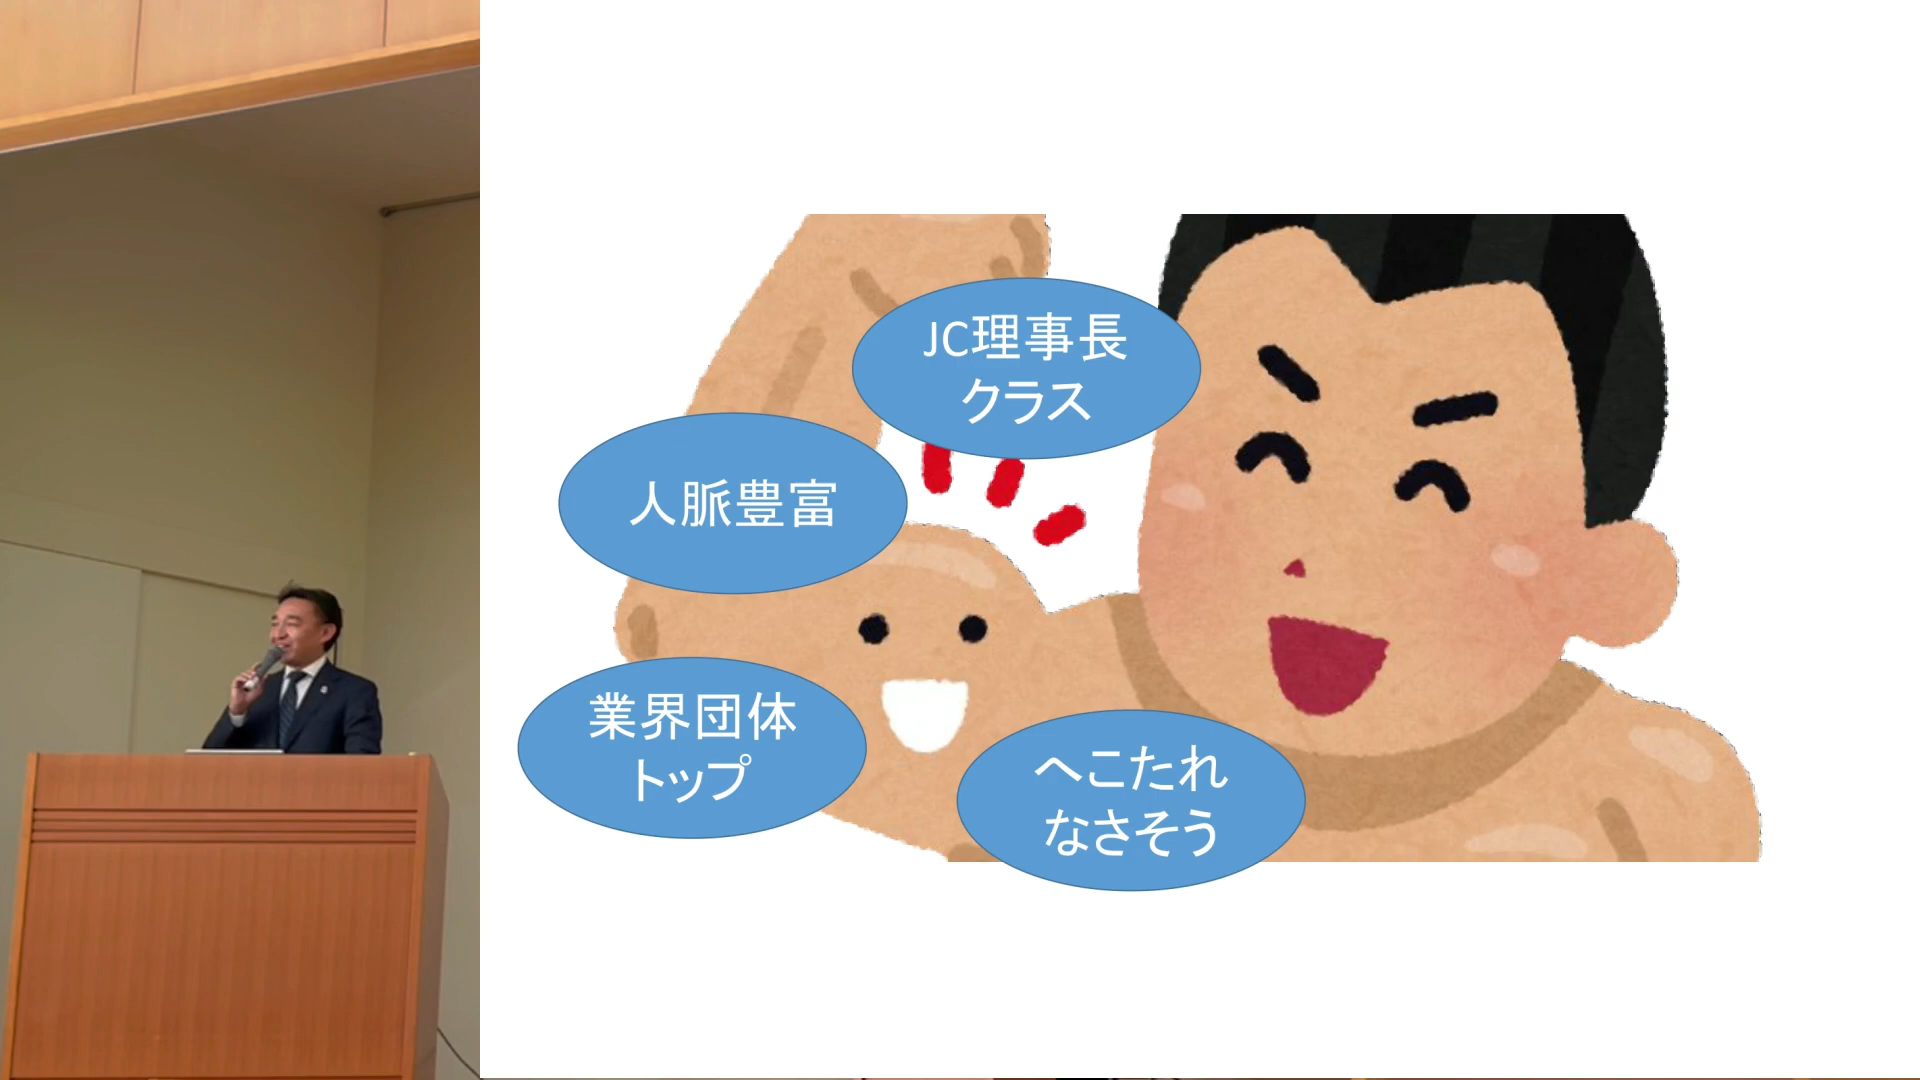 JC理事長
クラス
人脈豊富
業界団体
トップ
へこたれ
なさそう